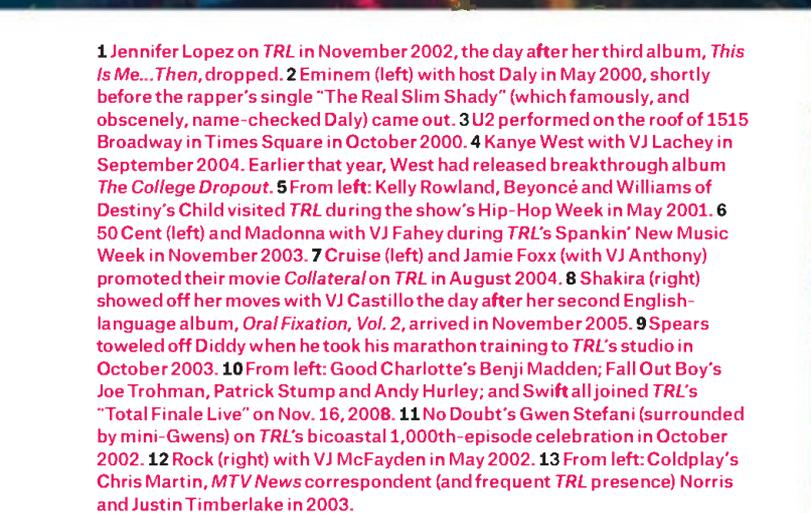 1 Jennifer Lopez on TRL in November 2002, the day after her third album, This
Is Me...Then, dropped. 2 Eminem (left) with host Daly in May 2000, shortly
before the rapper's single "The Real Slim Shady" (which famously, and
obscenely, name-checked Daly) came out. 3 U2 performed on the roof of 1515
Broadway in Times Square in October 2000. 4 Kanye West with VJ Lachey in
September 2004. Earlier that year, West had released breakthrough album
The College Dropout. 5 From left: Kelly Rowland, Beyoncé and Williams of
Destiny's Child visited TRL during the show's Hip-Hop Week in May 2001. 6
50 Cent (left) and Madonna with VJ Fahey during TRL's Spankin' New Music
Week in November 2003. 7 Cruise (left) and Jamie Foxx (with VJ Anthony)
promoted their movie Collateral on TRL in August 2004. 8 Shakira (right)
showed off her moves with VJ Castillo the day after her second English-
language album, Oral Fixation, Vol. 2, arrived in November 2005. 9 Spears
toweled off Diddy when he took his marathon training to TRL's studio in
October 2003. 10 From left: Good Charlotte's Benji Madden; Fall Out Boy's
Joe Trohman, Patrick Stump and Andy Hurley; and Swift all joined TRL's
"Total Finale Live" on Nov. 16, 2008. 11 No Doubt's Gwen Stefani (surrounded
by mini-Gwens) on TRL's bicoastal 1,000th-episode celebration in October
2002. 12 Rock (right) with VJ McFayden in May 2002. 13 From left: Coldplay's
Chris Martin, MTV News correspondent (and frequent TRL presence) Norris
and Justin Timberlake in 2003.